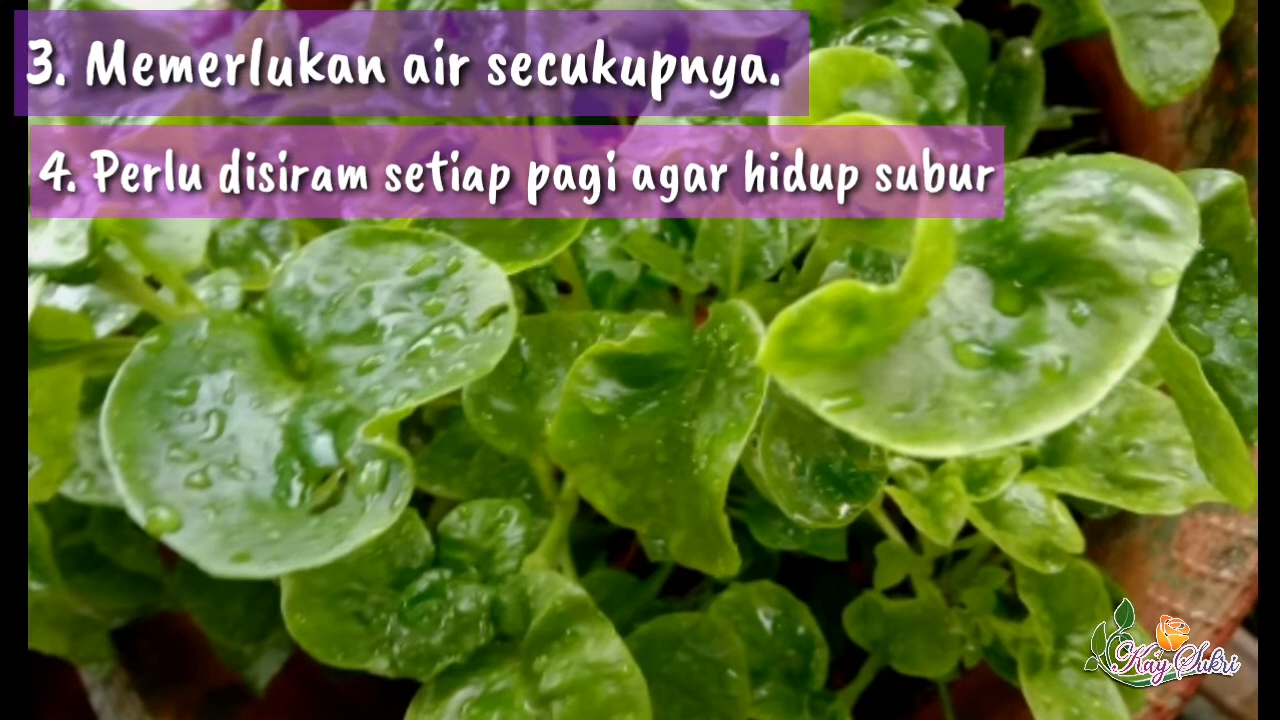 3. Memerlukan air secukupnya.
4. Perlu disiram setiap pagi agar hidup subur
Kay Sukri